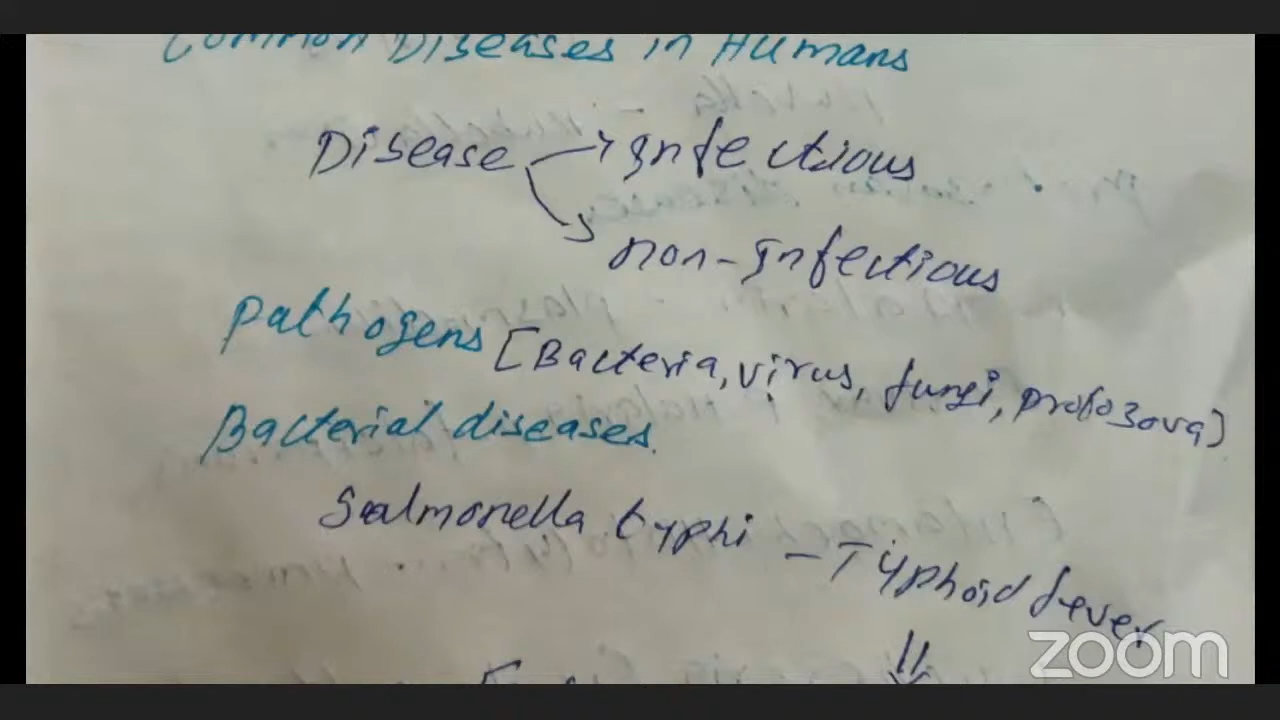 Common Diseases in Humans
Disease → Infectious
→ non-Infectious
Pathogens [Bacteria, virus, fungi, protozova)
Bacterial diseases.
Salmonella typhi - Typhoid fever
zoom